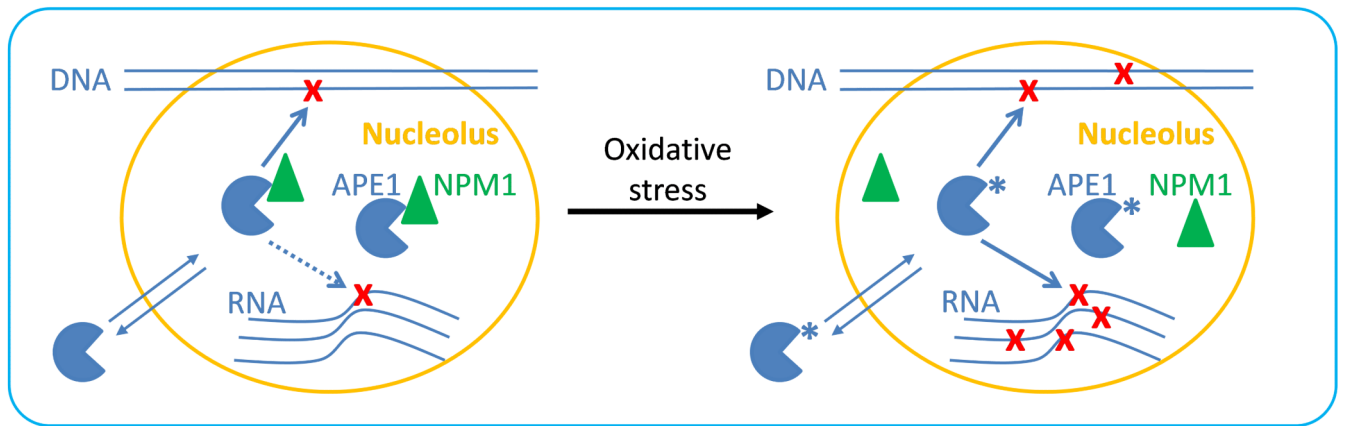 DNA
Nucleolus
APE1
NPM1
RNA
X
X
Oxidative
stress
DNA
X
X
Nucleolus
*
APE1
*
NPM1
RNA
X
X
X
X
*